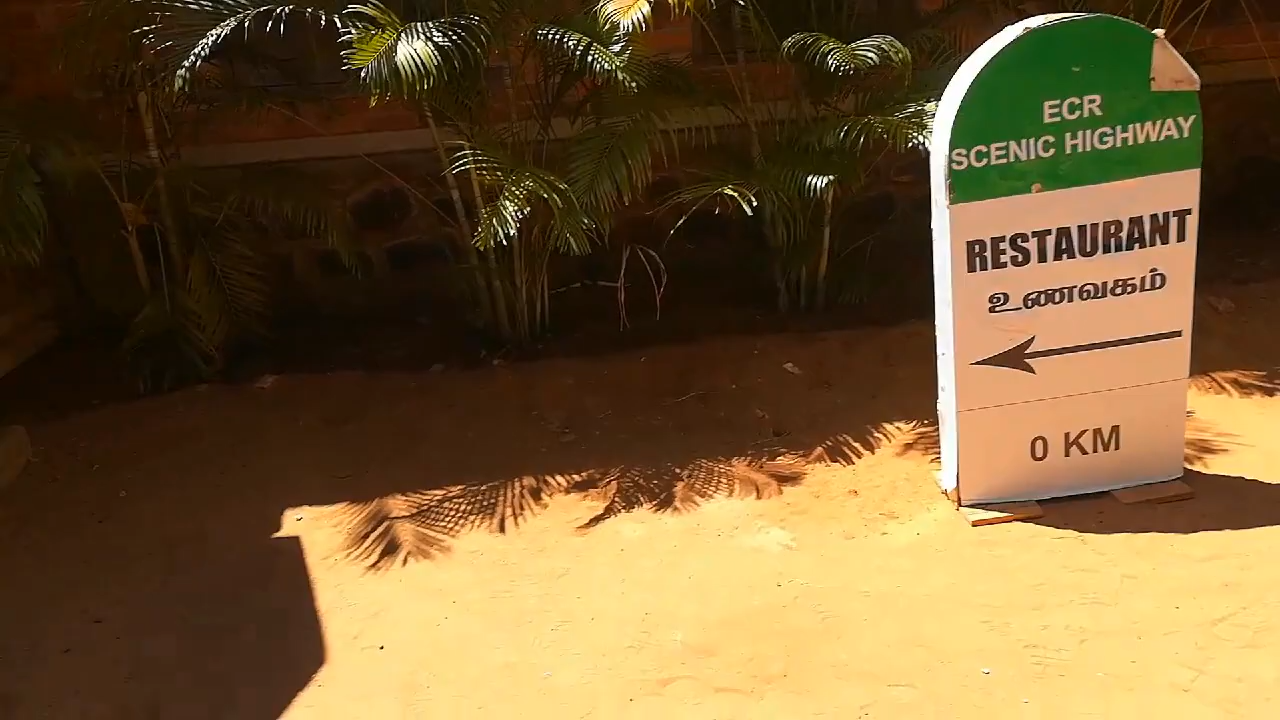 ECR
SCENIC HIGHWAY
RESTAURANT
உணவகம்
0 KM